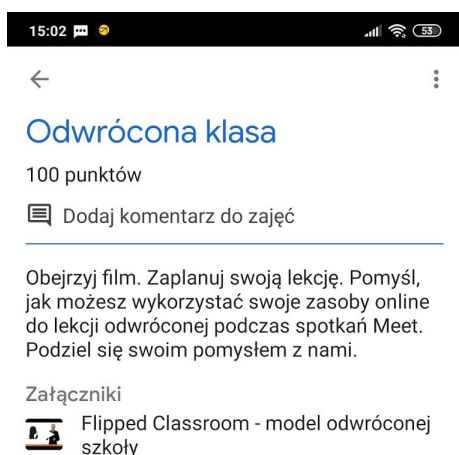 15:02 53
Odwrócona klasa
100 punktów
Dodaj komentarz do zajęć
Obejrzyj film. Zaplanuj swoją lekcję. Pomyśl,
jak możesz wykorzystać swoje zasoby online
do lekcji odwróconej podczas spotkań Meet.
Podziel się swoim pomysłem z nami.
Załączniki
Flipped Classroom - model odwróconej
szkoły